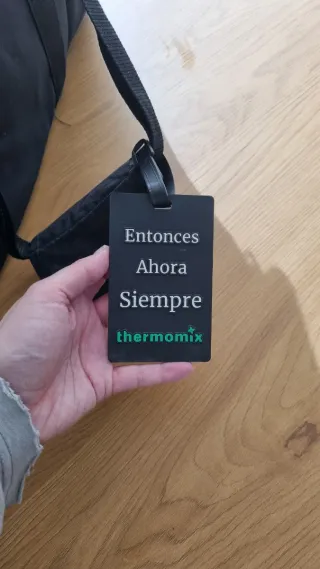 Entonces
Ahora
Siempre
thermomix